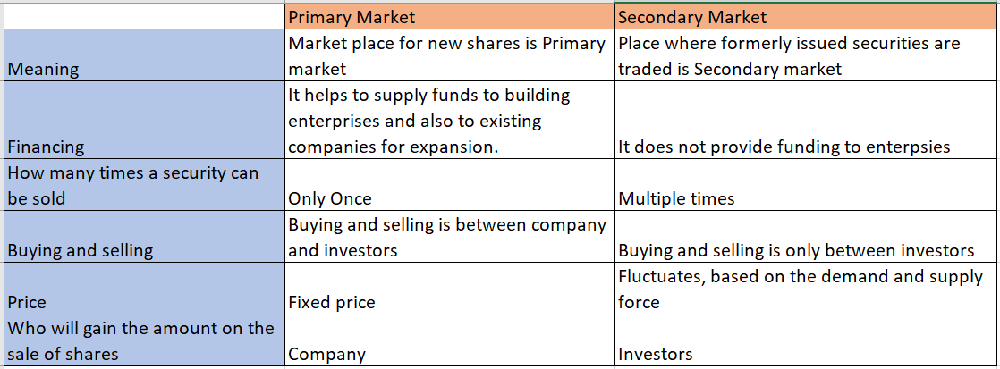 Primary Market
Secondary Market
Meaning
Market place for new shares is Primary
market
Place where formerly issued securities are
traded is Secondary market
Financing
It helps to supply funds to building
enterprises and also to existing
companies for expansion.
It does not provide funding to enterpsies
How many times a security can
be sold
Only Once
Multiple times
Buying and selling
Buying and selling is between company
and investors
Buying and selling is only between investors
Price
Fixed price
Fluctuates, based on the demand and supply
force
Who will gain the amount on the
sale of shares
Company
Investors